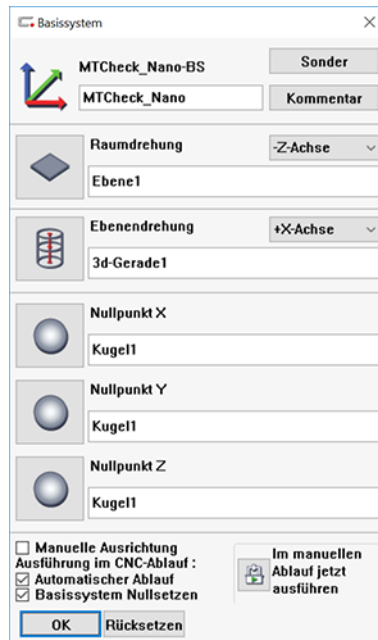 Basissystem
MTCheck_Nano-BS
Sonder
MTCheck_Nano
Kommentar
Raumdrehung
-Z-Achse
Ebene1
Ebenendrehung
+X-Achse
3d-Gerade1
Nullpunkt X
Kugel1
Nullpunkt Y
Kugel1
Nullpunkt Z
Kugel1
Manuelle Ausrichtung
Ausführung im CNC-Ablauf :
Automatischer Ablauf
Basissystem Nullsetzen
Im manuellen
Ablauf jetzt
ausführen
OK
Rücksetzen